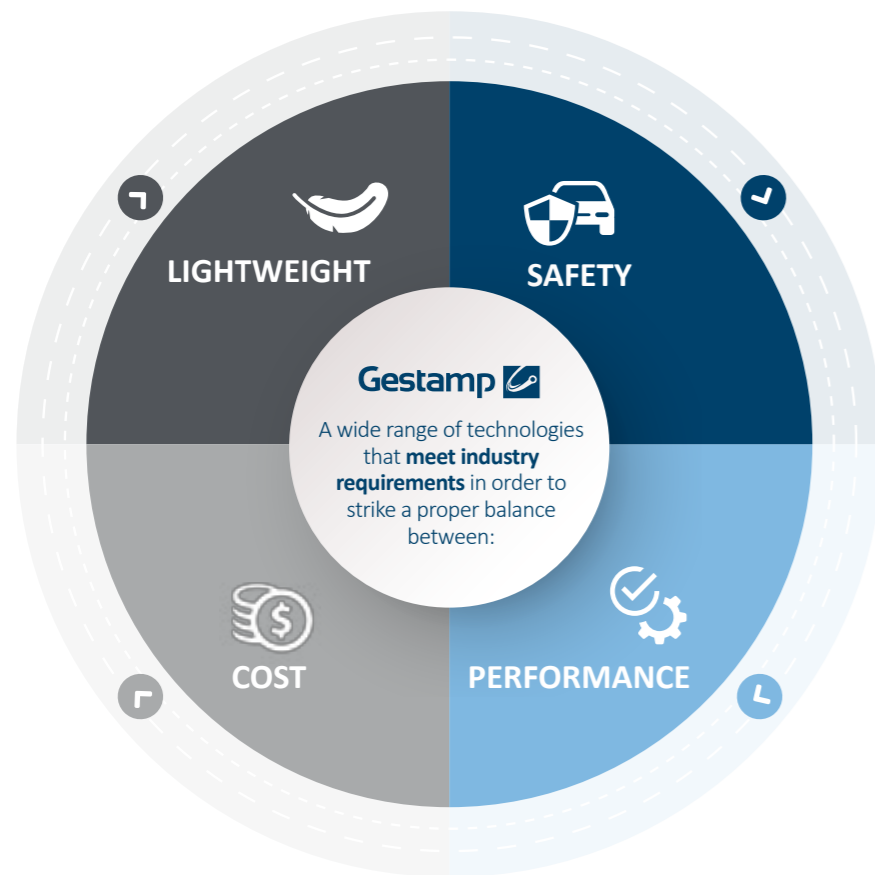 LIGHTWEIGHT
SAFETY
Gestamp
A wide range of technologies
that meet industry
requirements in order to
strike a proper balance
between:
$
COST
PERFORMANCE